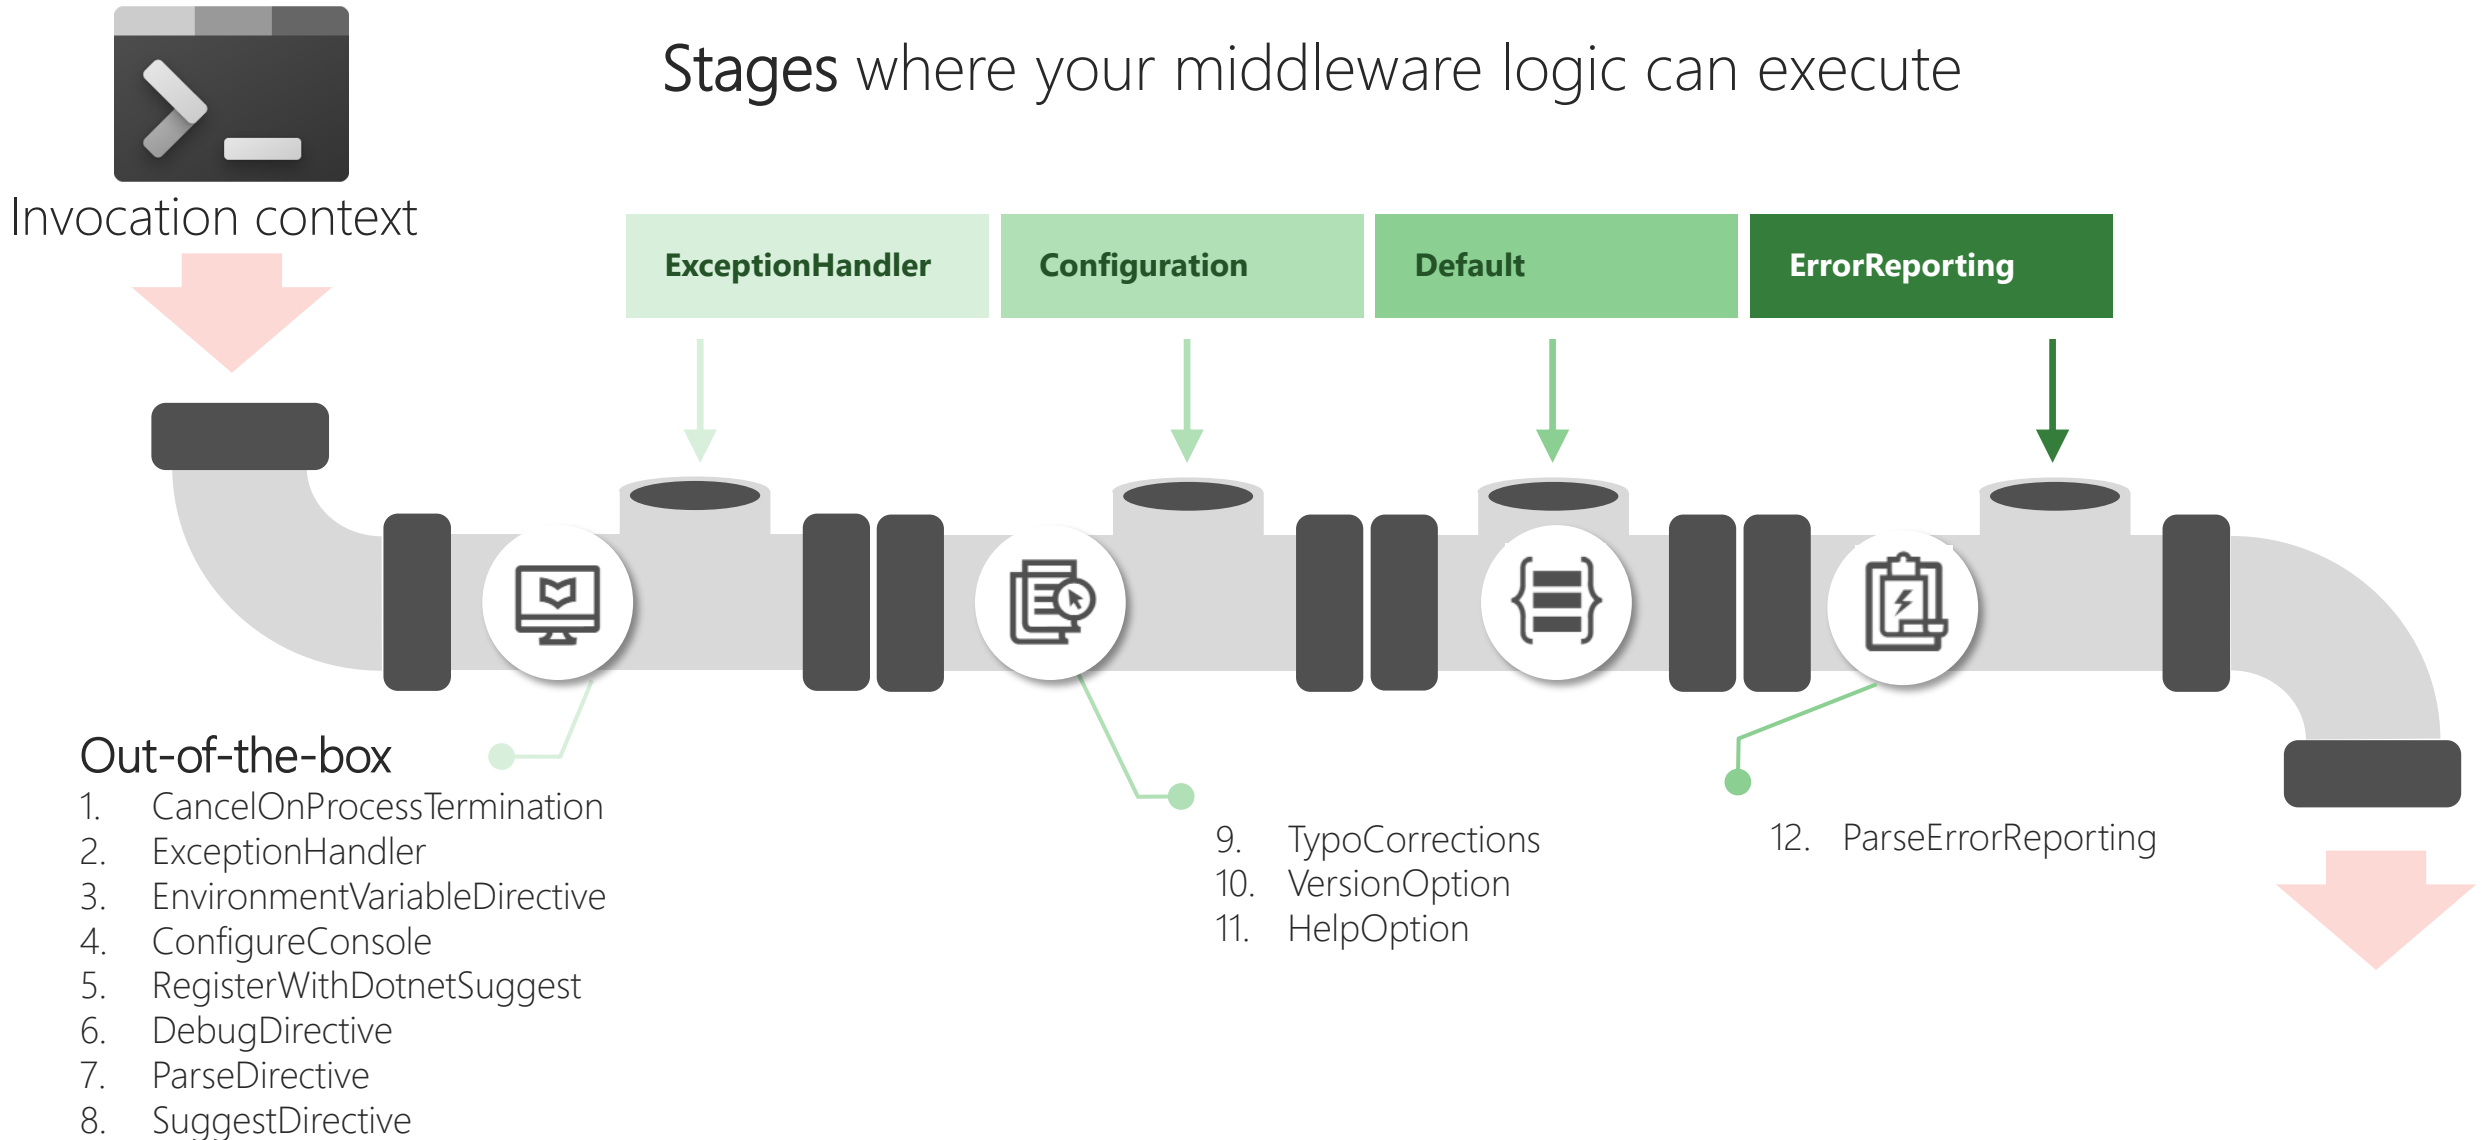 Stages where your middleware logic can execute
Invocation context
ExceptionHandler
Configuration
Default
ErrorReporting
Out-of-the-box
1. CancelOnProcessTermination
2. ExceptionHandler
3. EnvironmentVariableDirective
4. ConfigureConsole
5. RegisterWithDotnetSuggest
6. DebugDirective
7. ParseDirective
8. SuggestDirective
9. TypoCorrections
10. VersionOption
11. HelpOption
12. ParseErrorReporting